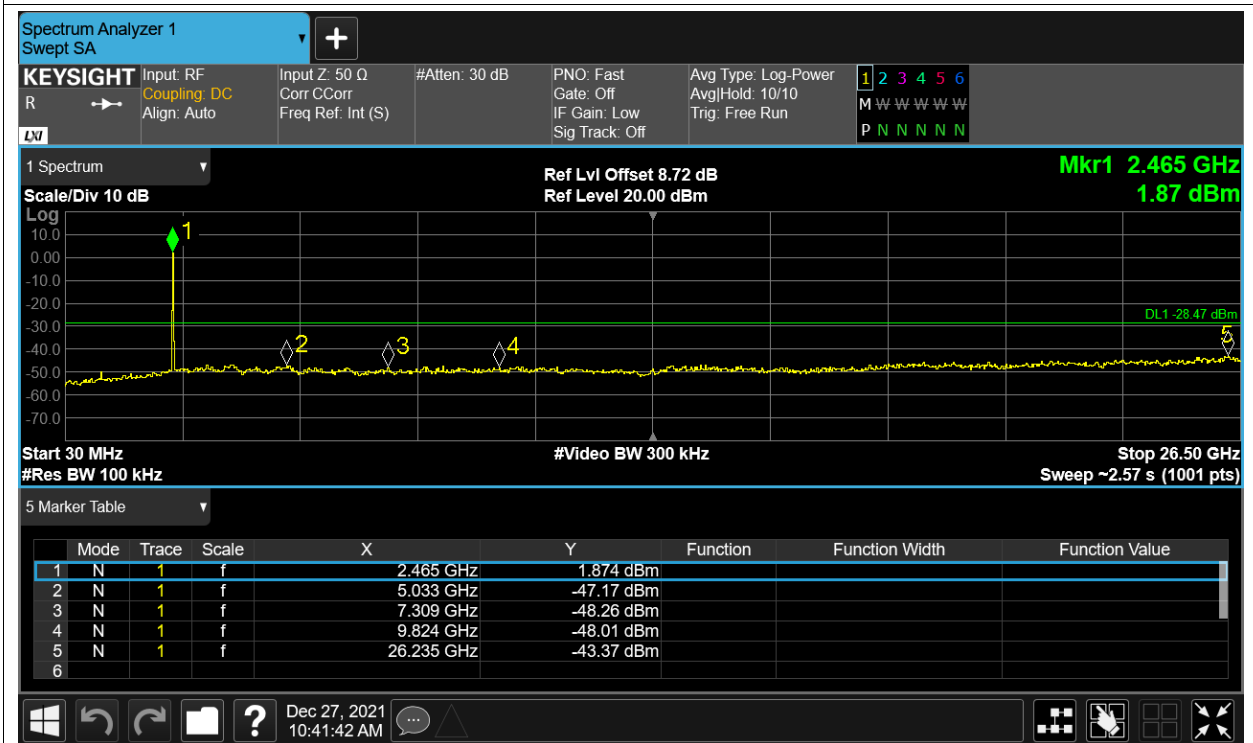 Spectrum Analyzer 1
Swept SA
KEYSIGHT
R
LXI
Input: RF
Coupling: DC
Align: Auto
Input Z: 50 Ω
Corr CCorr
Freq Ref: Int (S)
#Atten: 30 dB
PNO: Fast
Gate: Off
IF Gain: Low
Sig Track: Off
Avg Type: Log-Power
Avg|Hold: 10/10
Trig: Free Run
1 2 3 4 5 6
M W W W W W
P N N N N N
1 Spectrum
Scale/Div 10 dB
Ref Lvl Offset 8.72 dB
Ref Level 20.00 dBm
Mkr1 2.465 GHz
1.87 dBm
Log
10.0
0.00
-10.0
-20.0
-30.0
-40.0
-50.0
-60.0
-70.0
1
2
3
4
5
DL1 -28.47 dBm
Start 30 MHz
#Res BW 100 kHz
#Video BW 300 kHz
Stop 26.50 GHz
Sweep ~2.57 s (1001 pts)
5 Marker Table
Mode Trace Scale X Y Function Function Width Function Value
1 N 1 f 2.465 GHz 1.874 dBm
2 N 1 f 5.033 GHz -47.17 dBm
3 N 1 f 7.309 GHz -48.26 dBm
4 N 1 f 9.824 GHz -48.01 dBm
5 N 1 f 26.235 GHz -43.37 dBm
6
?
Dec 27, 2021
10:41:42 AM